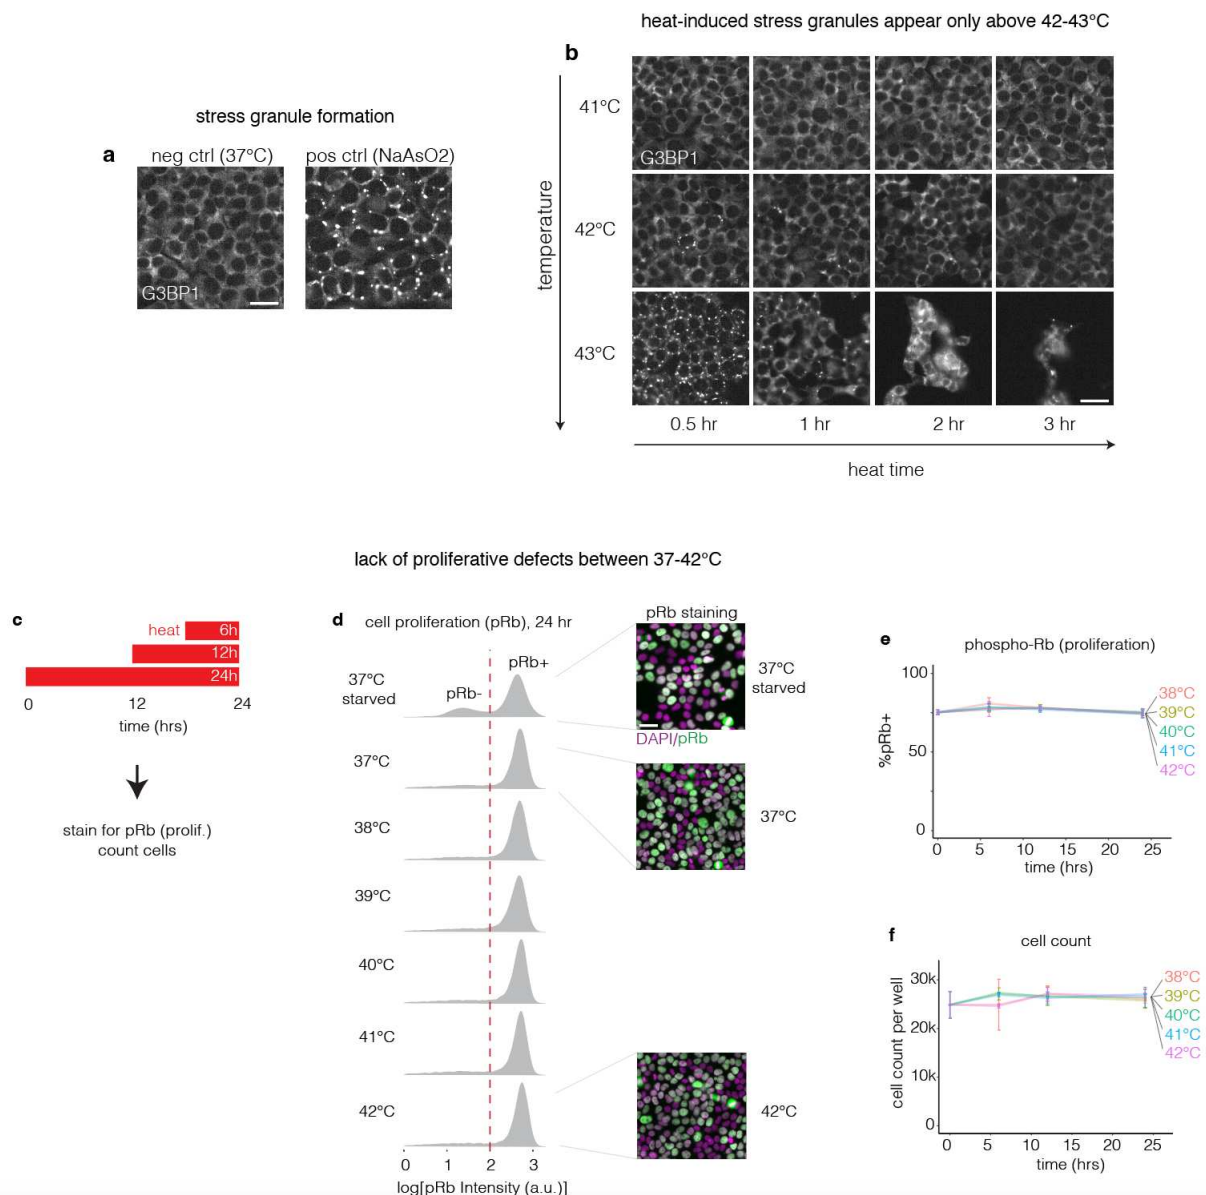 heat-induced stress granules appear only above 42-43°C
b
41°C
G3BP1
42°C
43°C
temperature
0.5 hr
1 hr
2 hr
3 hr
heat time
stress granule formation
a
neg ctrl (37°C)
pos ctrl (NaAsO2)
G3BP1
lack of proliferative defects between 37-42°C
c
heat
6h
12h
24h
0
12
24
time (hrs)
stain for pRb (prolif.)
count cells
d
cell proliferation (pRb), 24 hr
pRb-
pRb+
37°C
starved
37°C
38°C
39°C
40°C
41°C
42°C
0
1
2
3
log[pRb Intensity (a.u.)]
pRb staining
37°C
starved
DAPI/pRb
37°C
42°C
e
phospho-Rb (proliferation)
100
50
0
%pRb+
0
5
10
15
20
25
time (hrs)
38°C
39°C
40°C
41°C
42°C
f
cell count
30k
20k
10k
0
cell count per well
0
5
10
15
20
25
time (hrs)
38°C
39°C
40°C
41°C
42°C